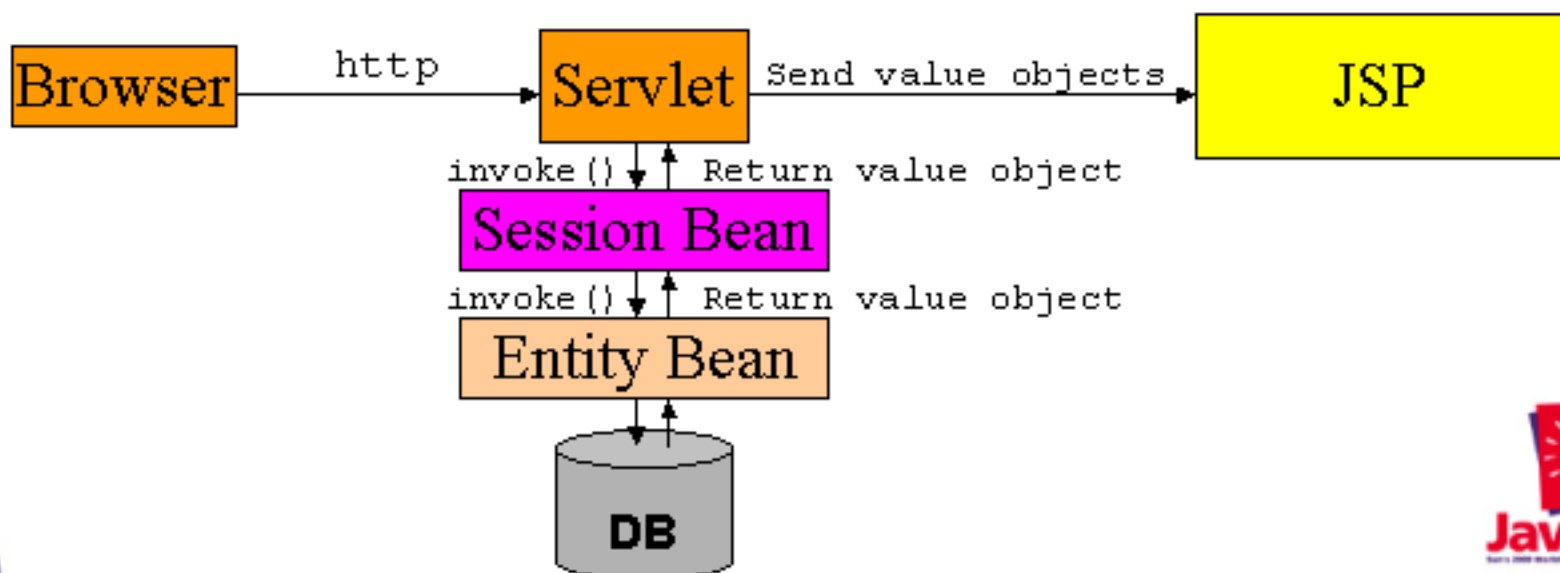 Browser
http
Servlet
Send value objects
JSP
invoke()
Return value object
Session Bean
invoke()
Return value object
Entity Bean
DB